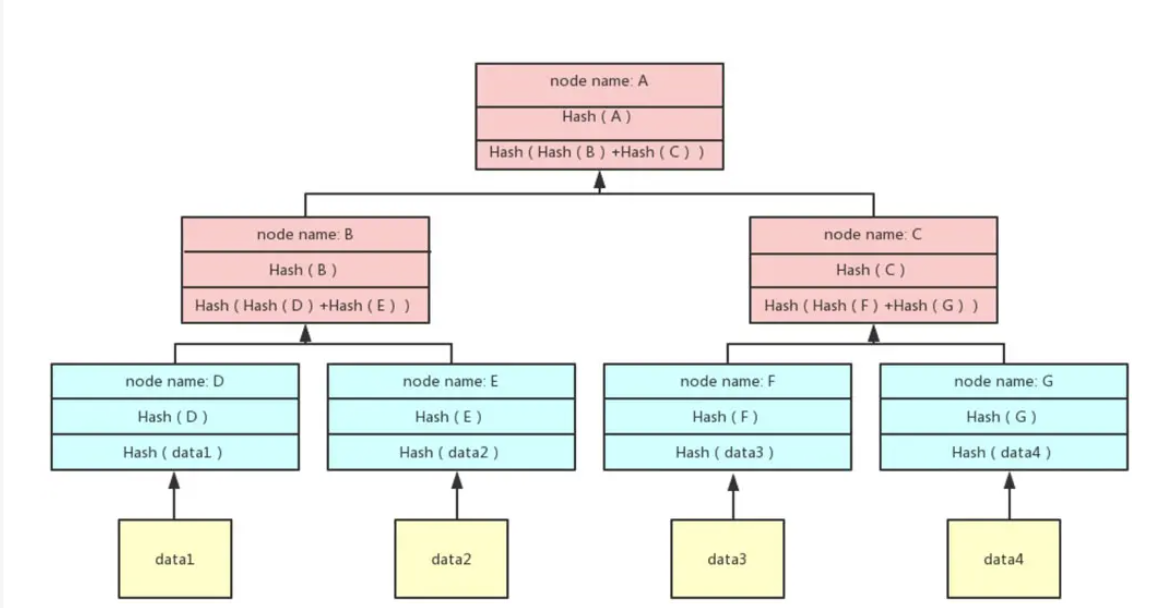 node name: A
Hash ( A )
Hash ( Hash ( B ) +Hash ( C ) )
node name: B
Hash ( B )
Hash ( Hash ( D ) +Hash ( E ) )
node name: C
Hash ( C )
Hash ( Hash ( F ) +Hash ( G ) )
node name: D
Hash ( D )
Hash ( data1 )
node name: E
Hash ( E )
Hash ( data2 )
node name: F
Hash ( F )
Hash ( data3 )
node name: G
Hash ( G )
Hash ( data4 )
data1
data2
data3
data4